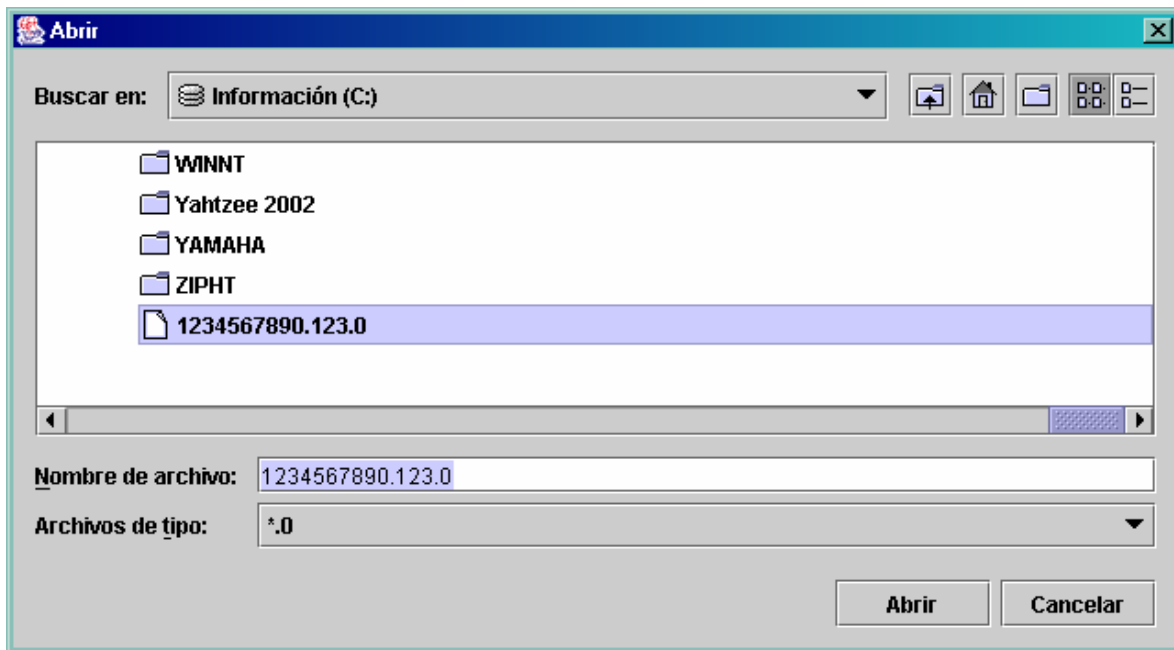 Abrir
Buscar en: Información (C:)
WINNT
Yahtzee 2002
YAMAHA
ZIPHT
1234567890.123.0
Nombre de archivo: 1234567890.123.0
Archivos de tipo: *.0
Abrir Cancelar